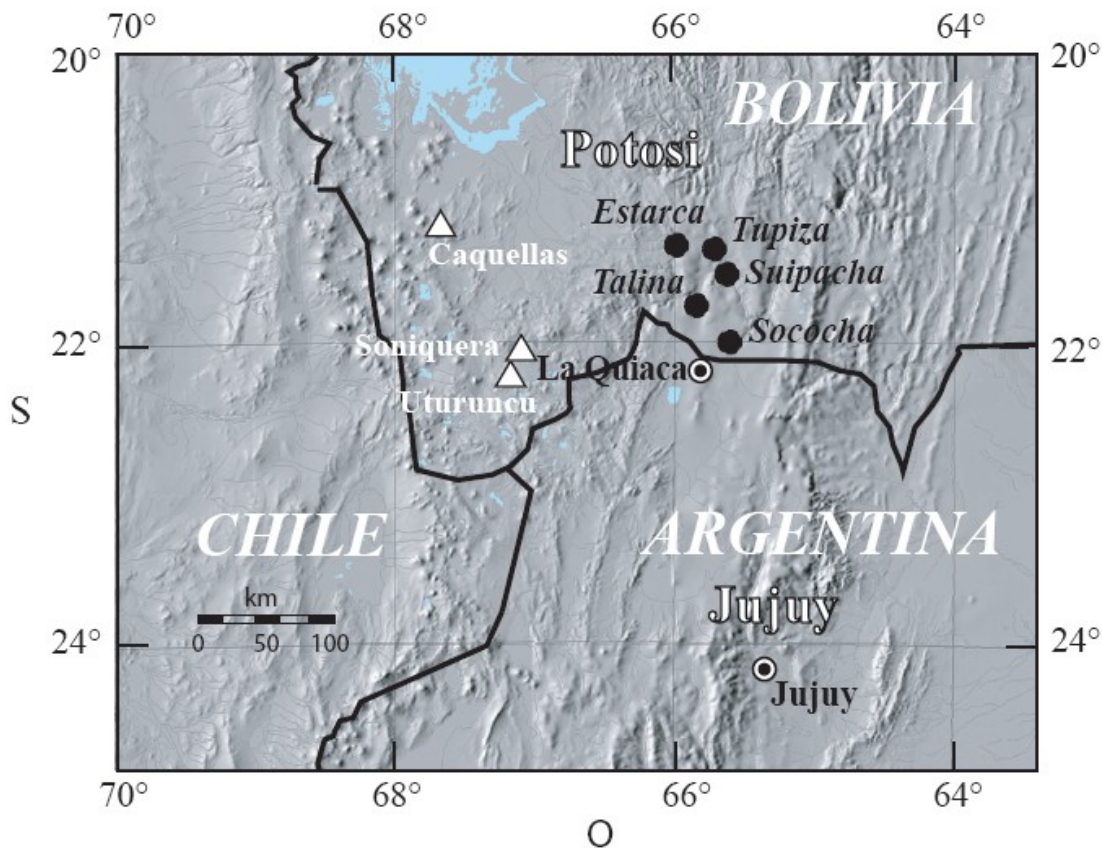 70°
68°
66°
64°
20°
20°
BOLIVIA
Potosi
Estarca
Tupiza
Caquellas
Suipacha
Talina
Sococha
22°
Soniquera
22°
La Quiaca
Uturuncu
S
CHILE
ARGENTINA
km
Jujuy
0 50 100
24°
24°
Jujuy
70°
68°
66°
64°
O